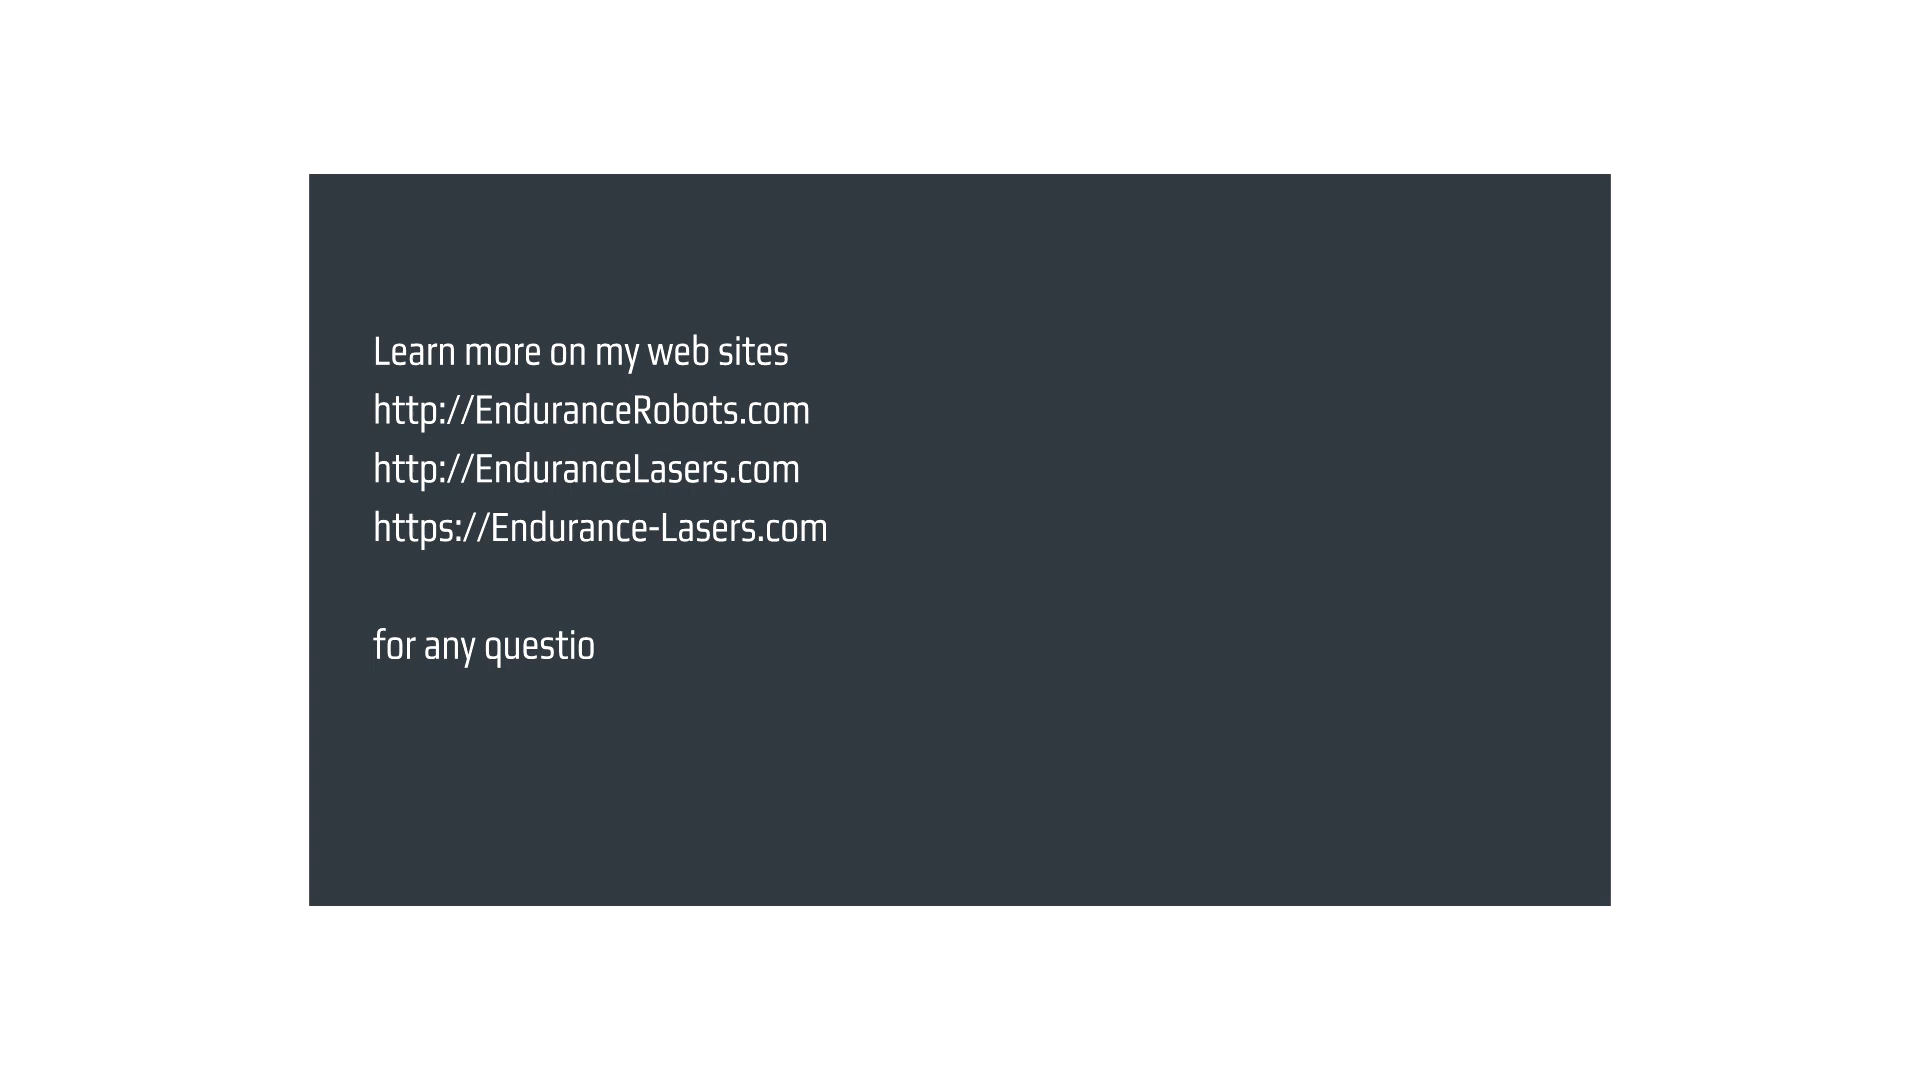 Learn more on my web sites
http://EnduranceRobots.com
http://EnduranceLasers.com
https://Endurance-Lasers.com
for any questio